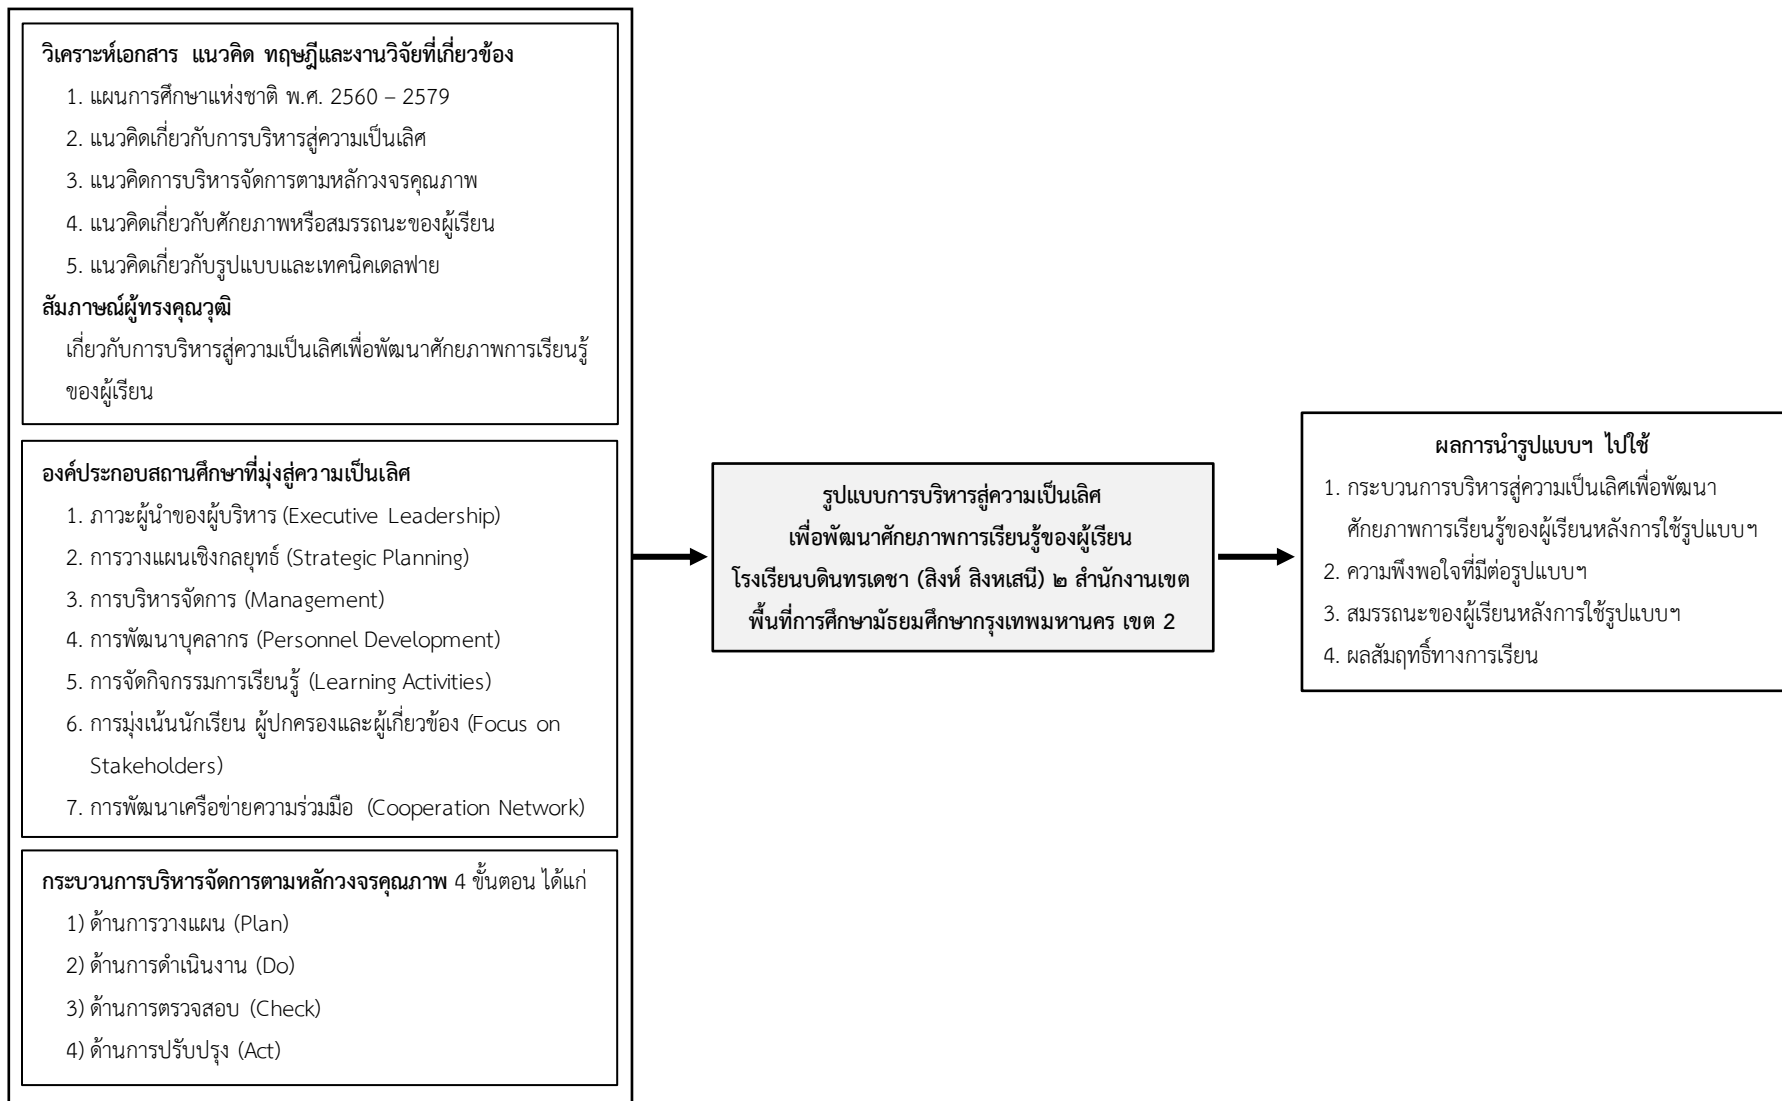 วิเคราะห์เอกสาร แนวคิด ทฤษฎีและงานวิจัยที่เกี่ยวข้อง
1. แผนการศึกษาแห่งชาติ พ.ศ. 2560 – 2579
2. แนวคิดเกี่ยวกับการบริหารสู่ความเป็นเลิศ
3. แนวคิดการบริหารจัดการตามหลักวงจรคุณภาพ
4. แนวคิดเกี่ยวกับศักยภาพหรือสมรรถนะของผู้เรียน
5. แนวคิดเกี่ยวกับรูปแบบและเทคนิคเดลฟาย
สัมภาษณ์ผู้ทรงคุณวุฒิ
เกี่ยวกับการบริหารสู่ความเป็นเลิศเพื่อพัฒนาศักยภาพการเรียนรู้
ของผู้เรียน
องค์ประกอบสถานศึกษาที่มุ่งสู่ความเป็นเลิศ
1. ภาวะผู้นำของผู้บริหาร (Executive Leadership)
2. การวางแผนเชิงกลยุทธ์ (Strategic Planning)
3. การบริหารจัดการ (Management)
4. การพัฒนาบุคลากร (Personnel Development)
5. การจัดกิจกรรมการเรียนรู้ (Learning Activities)
6. การมุ่งเน้นนักเรียน ผู้ปกครองและผู้เกี่ยวข้อง (Focus on
Stakeholders)
7. การพัฒนาเครือข่ายความร่วมมือ (Cooperation Network)
กระบวนการบริหารจัดการตามหลักวงจรคุณภาพ 4 ขั้นตอน ได้แก่
1) ด้านการวางแผน (Plan)
2) ด้านการดำเนินงาน (Do)
3) ด้านการตรวจสอบ (Check)
4) ด้านการปรับปรุง (Act)
รูปแบบการบริหารสู่ความเป็นเลิศ
เพื่อพัฒนาศักยภาพการเรียนรู้ของผู้เรียน
โรงเรียนบดินทรเดชา (สิงห์ สิงหเสนี) ๒ สำนักงานเขต
พื้นที่การศึกษามัธยมศึกษากรุงเทพมหานคร เขต 2
ผลการนำรูปแบบฯ ไปใช้
1. กระบวนการบริหารสู่ความเป็นเลิศเพื่อพัฒนา
ศักยภาพการเรียนรู้ของผู้เรียนหลังการใช้รูปแบบฯ
2. ความพึงพอใจที่มีต่อรูปแบบฯ
3. สมรรถนะของผู้เรียนหลังการใช้รูปแบบฯ
4. ผลสัมฤทธิ์ทางการเรียน